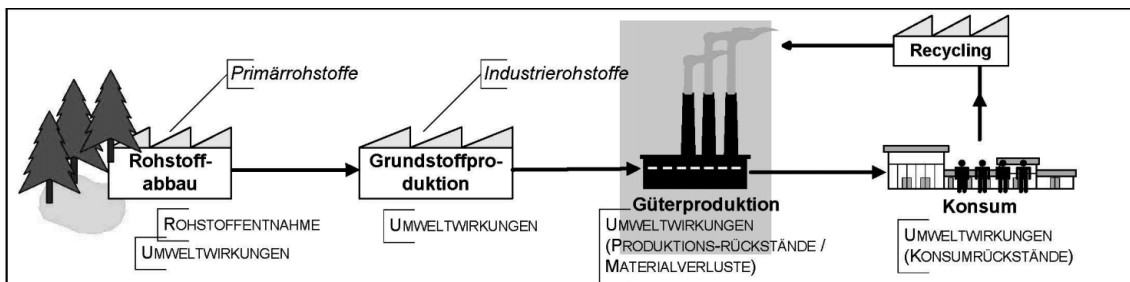 Primärrohstoffe
Industrierohstoffe
Recycling
Rohstoff-
abbau
Grundstoffpro-
duktion
Güterproduktion
Konsum
ROHSTOFFENTNAHME
UMWELTWIRKUNGEN
UMWELTWIRKUNGEN
UMWELTWIRKUNGEN
(PRODUKTIONS-RÜCKSTÄNDE /
MATERIALVERLUSTE)
UMWELTWIRKUNGEN
(KONSUMRÜCKSTÄNDE)